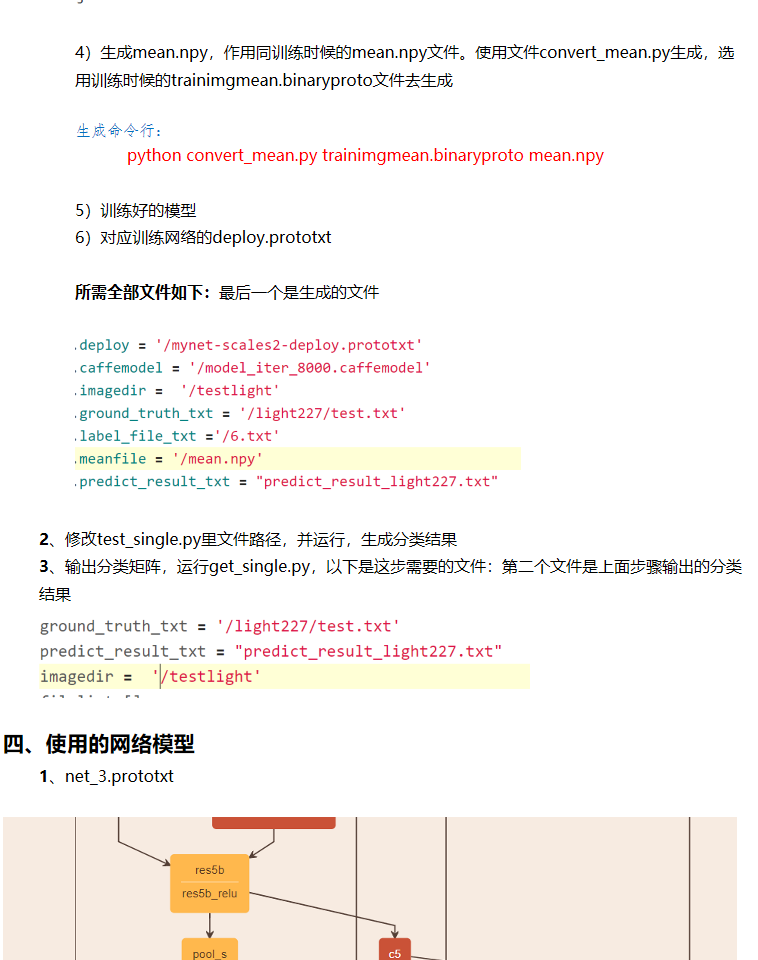 4）生成mean.npy，作用同训练时候的mean.npy文件。使用文件convert_mean.py生成，选
用训练时候的trainimgmean.binaryproto文件去生成
生成命令行：
python convert_mean.py trainimgmean.binaryproto mean.npy
5）训练好的模型
6）对应训练网络的deploy.prototxt
所需全部文件如下：最后一个是生成的文件
.deploy = '/mynet-scales2-deploy.prototxt'
.caffemodel = '/model_iter_8000.caffemodel'
.imagedir =  '/testlight'
.ground_truth_txt = '/light227/test.txt'
.label_file_txt ='/6.txt'
.meanfile = '/mean.npy'
.predict_result_txt = "predict_result_light227.txt"
2、修改test_single.py里文件路径，并运行，生成分类结果
3、输出分类矩阵，运行get_single.py，以下是这步需要的文件：第二个文件是上面步骤输出的分类
结果
ground_truth_txt = '/light227/test.txt'
predict_result_txt = "predict_result_light227.txt"
imagedir =  '/testlight'
四、使用的网络模型
1、net_3.prototxt
res5b
res5b_relu
pool_s
c5